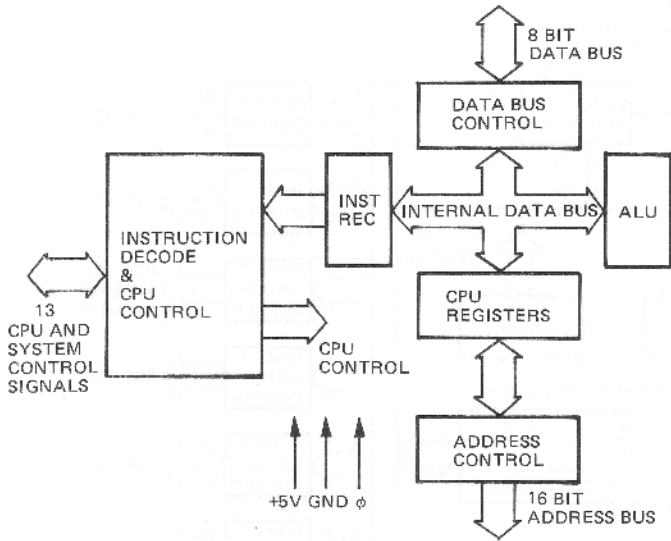 8 BIT
DATA BUS
DATA BUS
CONTROL
INST
REC
INTERNAL DATA BUS
ALU
INSTRUCTION
DECODE
&
CPU
CONTROL
13
CPU AND
SYSTEM
CONTROL
SIGNALS
CPU
REGISTERS
CPU
CONTROL
ADDRESS
CONTROL
+5V GND ϕ
16 BIT
ADDRESS BUS